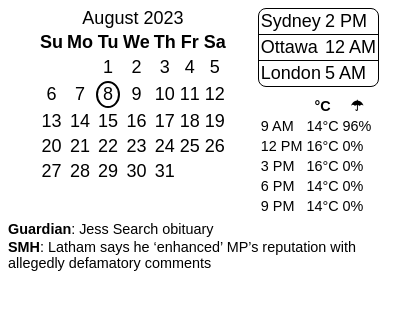 August 2023
Su Mo Tu We Th Fr Sa
1 2 3 4 5
6 7 8 9 10 11 12
13 14 15 16 17 18 19
20 21 22 23 24 25 26
27 28 29 30 31
Sydney 2 PM
Ottawa 12 AM
London 5 AM
°C ☂
9 AM 14°C 96%
12 PM 16°C 0%
3 PM 16°C 0%
6 PM 14°C 0%
9 PM 14°C 0%
Guardian: Jess Search obituary
SMH: Latham says he ‘enhanced’ MP’s reputation with
allegedly defamatory comments